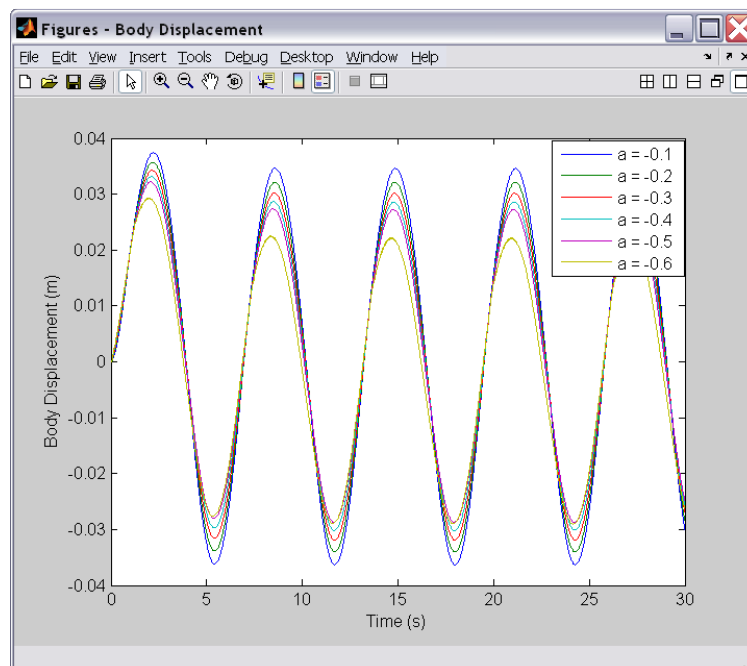 Figures - Body Displacement
File Edit View Insert Tools Debug Desktop Window Help
0.04
0.03
0.02
0.01
0
-0.01
-0.02
-0.03
-0.04
Body Displacement (m)
0 5 10 15 20 25 30
Time (s)
a = -0.1
a = -0.2
a = -0.3
a = -0.4
a = -0.5
a = -0.6